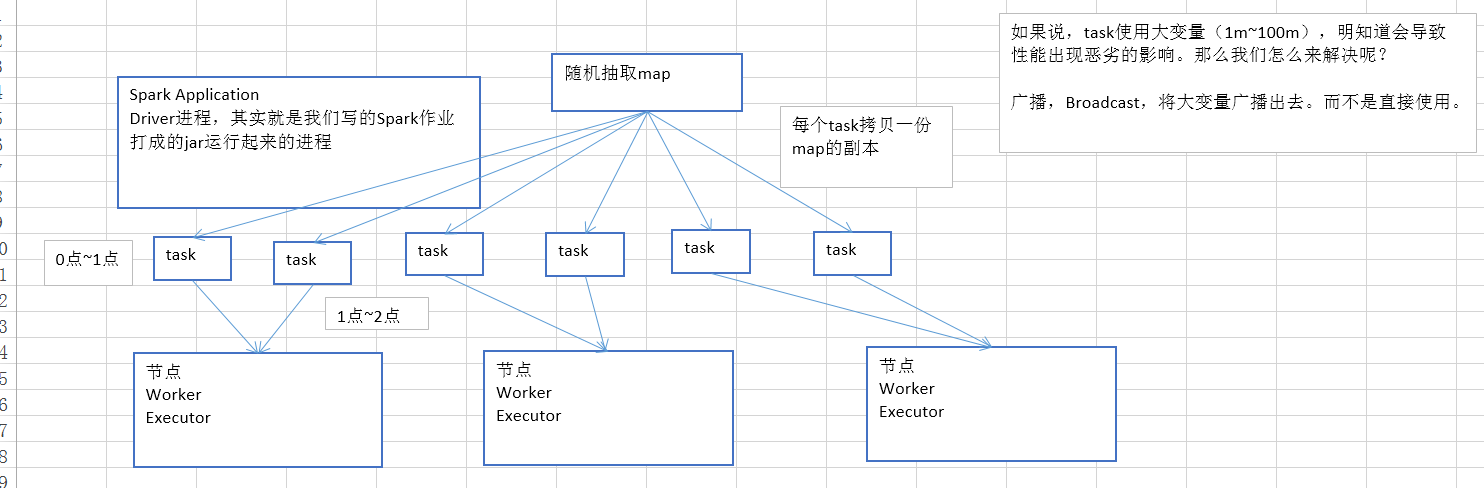 如果说，task使用大变量（1m~100m），明知道会导致
性能出现恶劣的影响。那么我们怎么来解决呢？
广播，Broadcast，将大变量广播出去。而不是直接使用。
随机抽取map
Spark Application
Driver进程，其实就是我们写的Spark作业
打成的jar运行起来的进程
每个task拷贝一份
map的副本
0点~1点
task
task
task
task
task
task
1点~2点
节点
Worker
Executor
节点
Worker
Executor
节点
Worker
Executor